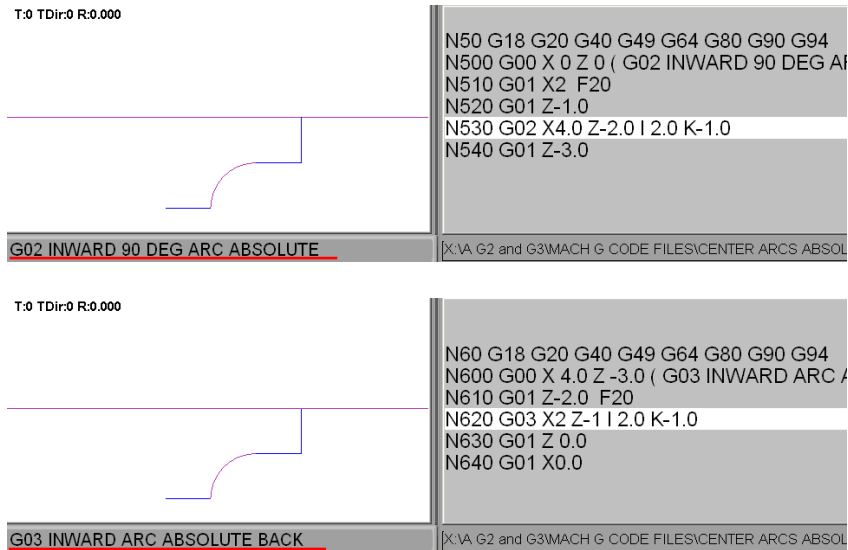 T:0 TDir:0 R:0.000
N50 G18 G20 G40 G49 G64 G80 G90 G94
N500 G00 X 0 Z 0 ( G02 INWARD 90 DEG
N510 G01 X2 F20
N520 G01 Z-1.0
N530 G02 X4.0 Z-2.0 I 2.0 K-1.0
N540 G01 Z-3.0
G02 INWARD 90 DEG ARC ABSOLUTE
X:\A G2 and G3\MACH G CODE FILES\CENTER ARCS
T:0 TDir:0 R:0.000
N60 G18 G20 G40 G49 G64 G80 G90 G94
N600 G00 X 4.0 Z -3.0 ( G03 INWARD ARC
N610 G01 Z-2.0 F20
N620 G03 X2 Z-1 I 2.0 K-1.0
N630 G01 Z 0.0
N640 G01 X0.0
G03 INWARD ARC ABSOLUTE BACK
X:\A G2 and G3\MACH G CODE FILES\CENTER ARCS